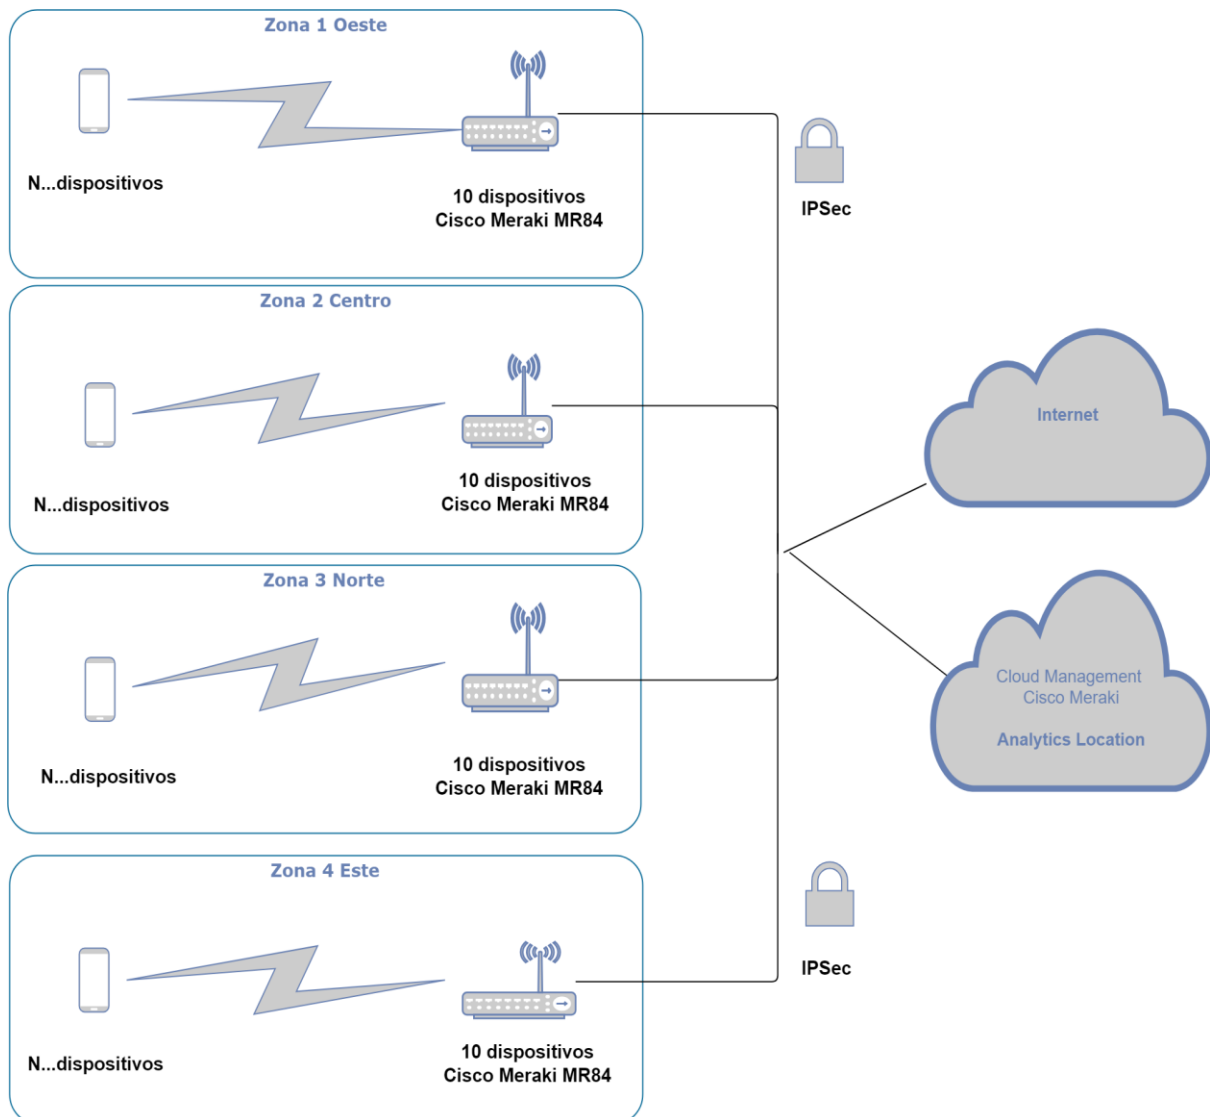 Zona 1 Oeste
N...dispositivos
10 dispositivos
Cisco Meraki MR84
IPSec
Zona 2 Centro
N...dispositivos
10 dispositivos
Cisco Meraki MR84
Internet
Zona 3 Norte
N...dispositivos
10 dispositivos
Cisco Meraki MR84
Cloud Management
Cisco Meraki
Analytics Location
Zona 4 Este
N...dispositivos
10 dispositivos
Cisco Meraki MR84
IPSec